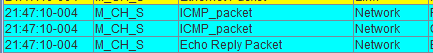 21:47:10-004 M_CH_S ICMP_packet Network
21:47:10-004 M_CH_S ICMP_packet Network
21:47:10-004 M_CH_S Echo Reply Packet Network